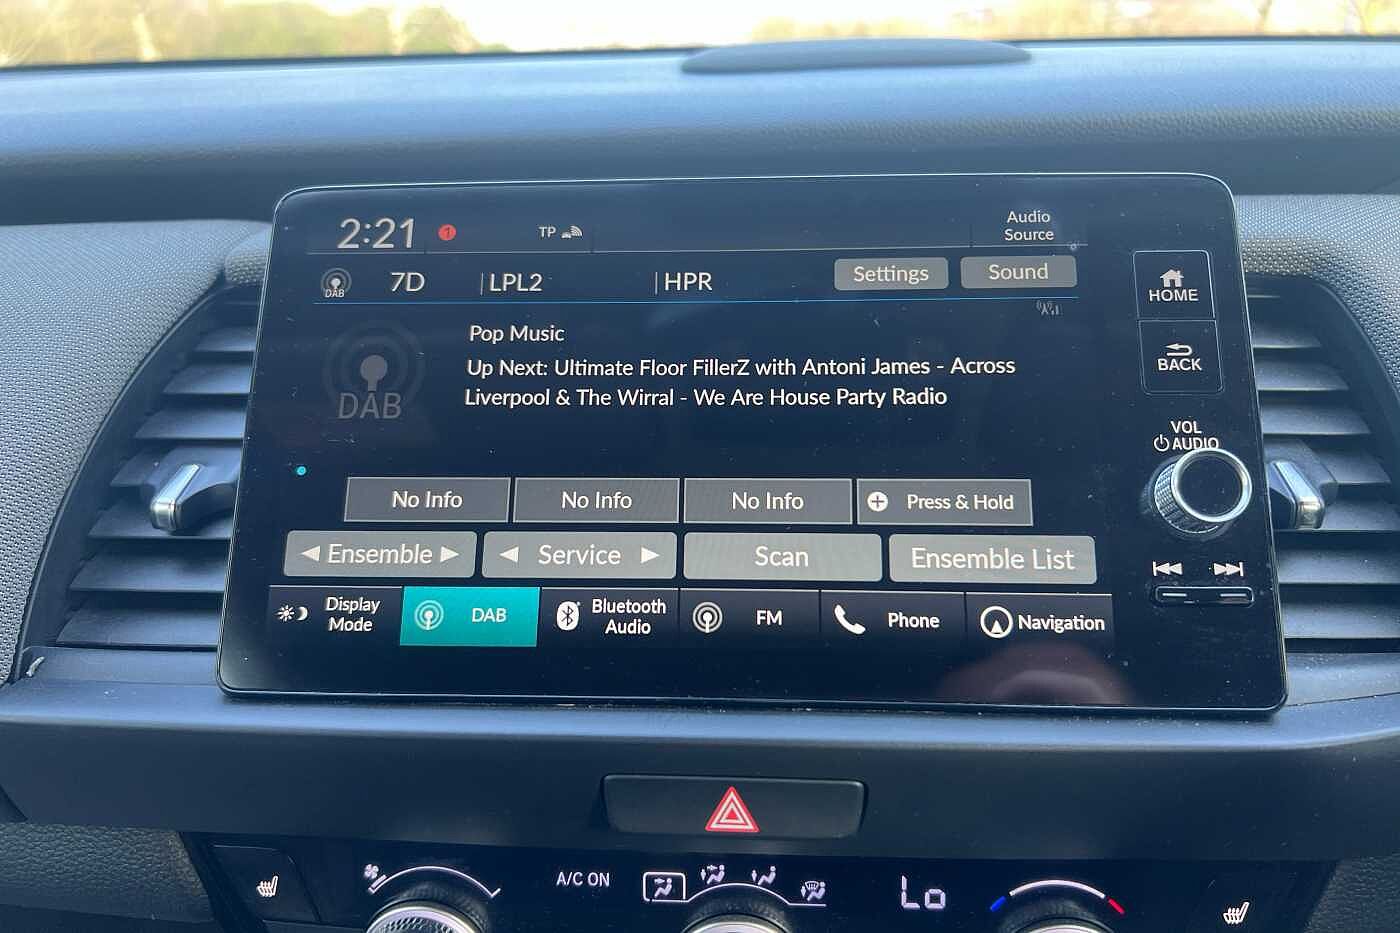 2:21
1
TP
Audio
Source
DAB
7D
LPL2
HPR
Settings
Sound
HOME
Pop Music
Up Next: Ultimate Floor FillerZ with Antoni James - Across
Liverpool & The Wirral - We Are House Party Radio
DAB
BACK
VOL
AUDIO
No Info
No Info
No Info
Press & Hold
Ensemble
Service
Scan
Ensemble List
Display
Mode
DAB
Bluetooth
Audio
FM
Phone
Navigation
A/C ON
Lo